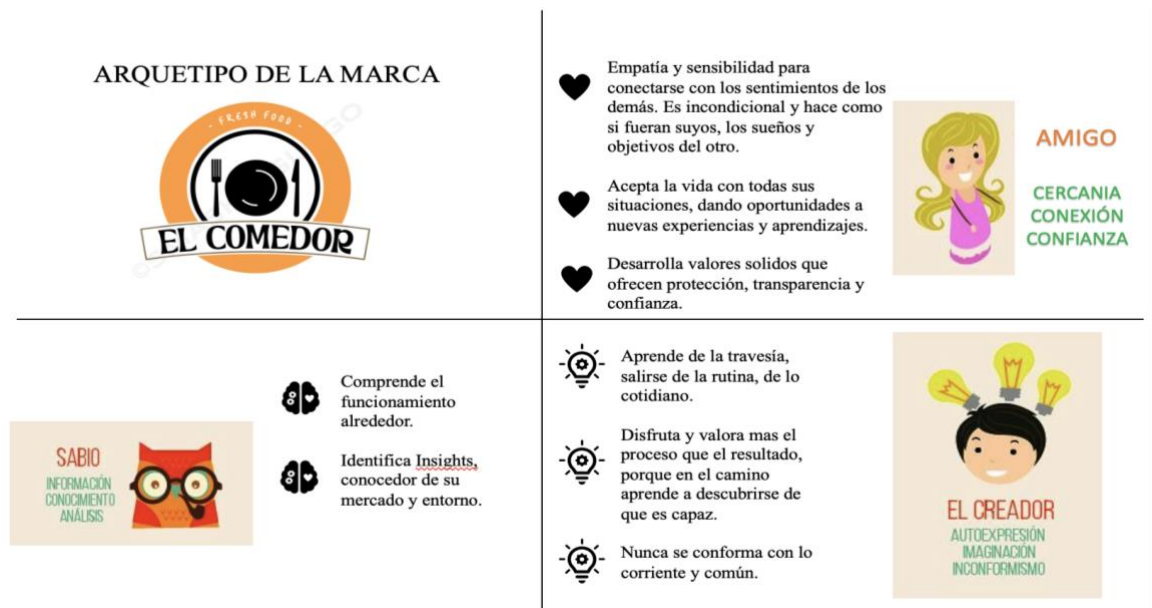 ARQUETIPO DE LA MARCA
- FRESH FOOD -
EL COMEDOR
Empatía y sensibilidad para
conectarse con los sentimientos de los
demás. Es incondicional y hace como
si fueran suyos, los sueños y
objetivos del otro.
Acepta la vida con todas sus
situaciones, dando oportunidades a
nuevas experiencias y aprendizajes.
Desarrolla valores solidos que
ofrecen protección, transparencia y
confianza.
AMIGO
CERCANIA
CONEXIÓN
CONFIANZA
SABIO
INFORMACIÓN
CONOCIMIENTO
ANÁLISIS
Comprende el
funcionamiento
alrededor.
Identifica Insights,
conocedor de su
mercado y entorno.
Aprende de la travesía,
salirse de la rutina, de lo
cotidiano.
Disfruta y valora mas el
proceso que el resultado,
porque en el camino
aprende a descubrirse de
que es capaz.
Nunca se conforma con lo
corriente y común.
EL CREADOR
AUTOEXPRESIÓN
IMAGINACIÓN
INCONFORMISMO